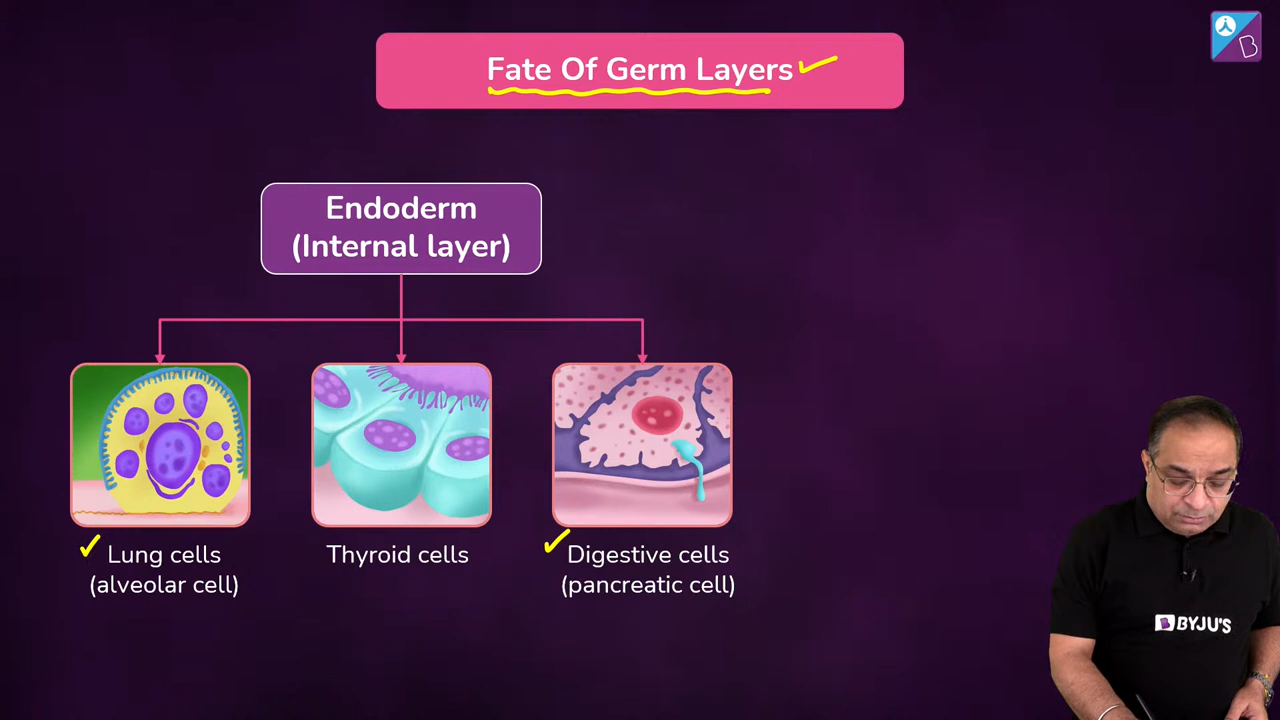 Fate Of Germ Layers
B
Endoderm
(Internal layer)
Lung cells
(alveolar cell)
Thyroid cells
Digestive cells
(pancreatic cell)
B BYJU'S